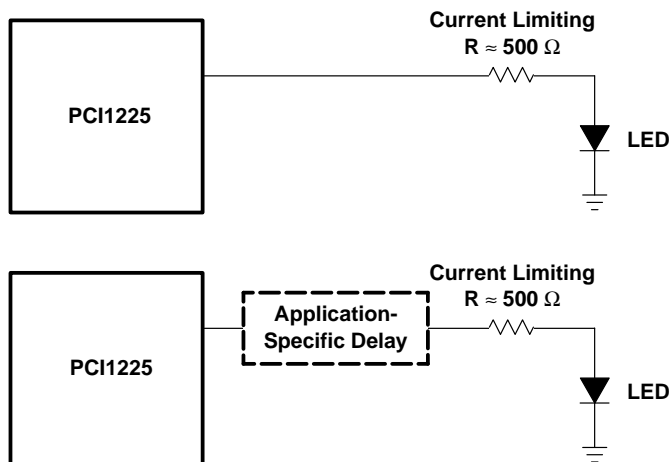 Current Limiting
R ≈ 500 Ω
PCI1225
LED
Current Limiting
R ≈ 500 Ω
Application-
Specific Delay
PCI1225
LED